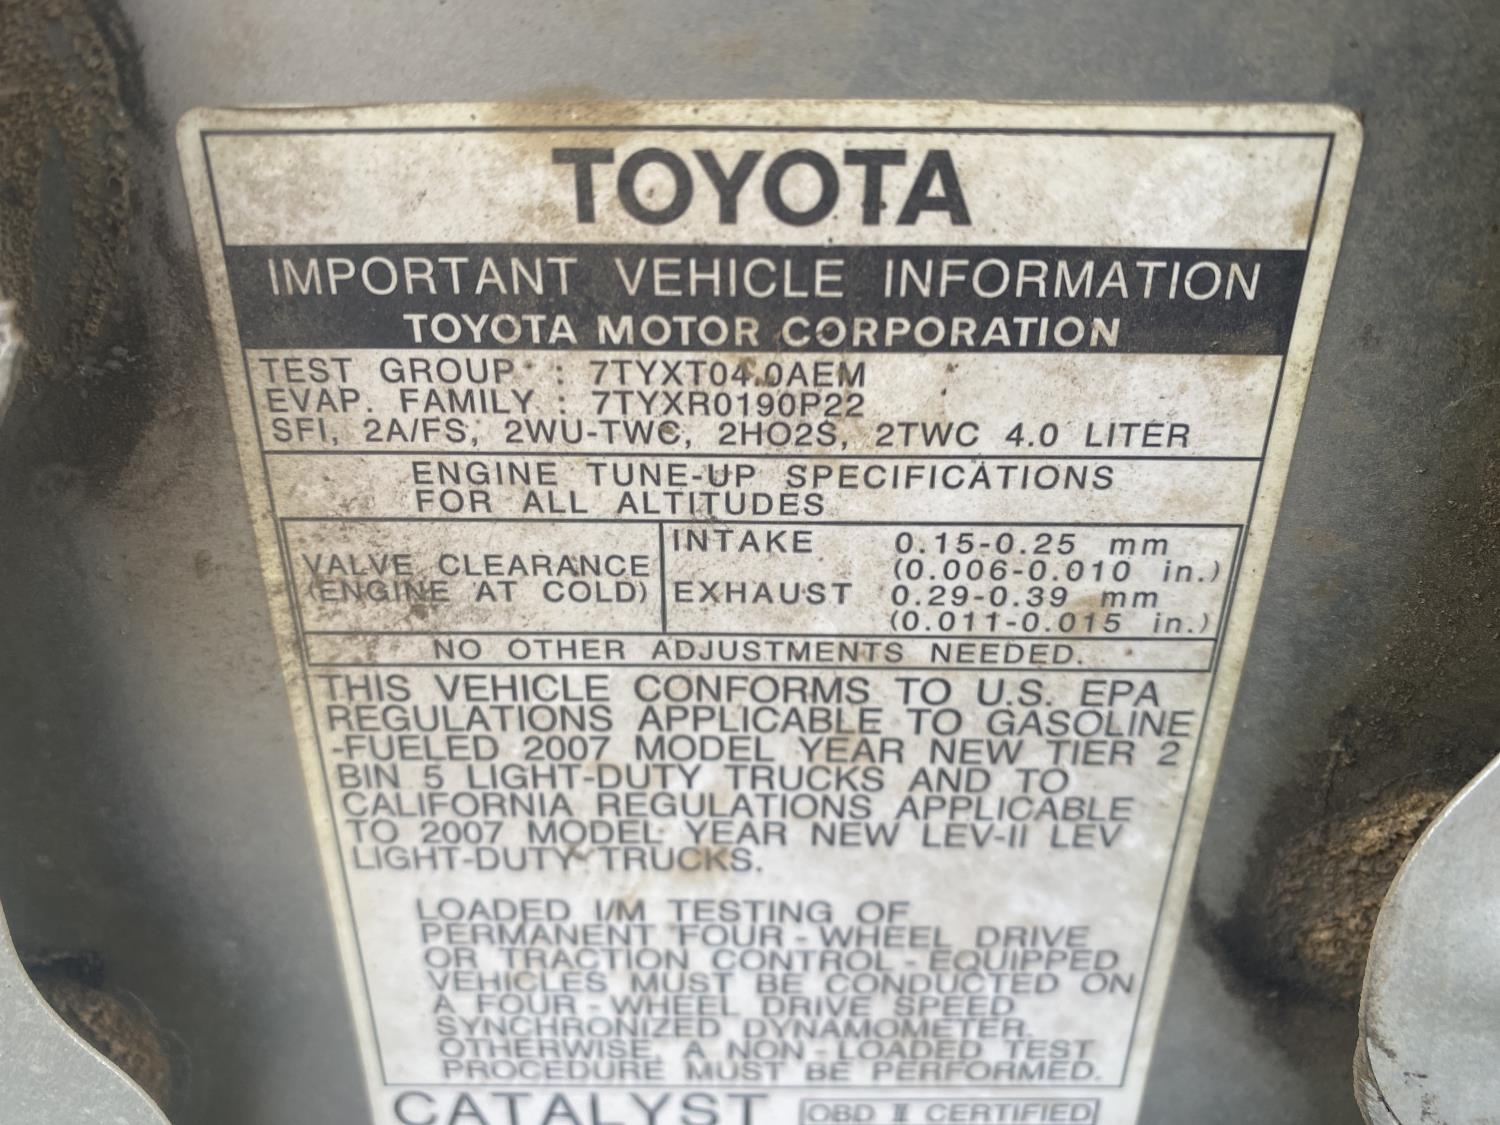 TOYOTA
IMPORTANT VEHICLE INFORMATION
TOYOTA MOTOR CORPORATION
TEST GROUP : 7TYXT04.0AEM
EVAP. FAMILY : 7TYXR0190P22
SFI, 2A/FS, 2WU-TWC, 2HO2S, 2TWC 4.0 LITER
ENGINE TUNE-UP SPECIFICATIONS
FOR ALL ALTITUDES
VALVE CLEARANCE
(ENGINE AT COLD)
INTAKE 0.15-0.25 mm
(0.006-0.010 in.)
EXHAUST 0.29-0.39 mm
(0.011-0.015 in.)
NO OTHER ADJUSTMENTS NEEDED.
THIS VEHICLE CONFORMS TO U.S. EPA
REGULATIONS APPLICABLE TO GASOLINE
-FUELED 2007 MODEL YEAR NEW TIER 2
BIN 5 LIGHT-DUTY TRUCKS AND TO
CALIFORNIA REGULATIONS APPLICABLE
TO 2007 MODEL YEAR NEW LEV-II LEV
LIGHT-DUTY TRUCKS.
LOADED I/M TESTING OF
PERMANENT FOUR-WHEEL DRIVE
OR TRACTION CONTROL-EQUIPPED
VEHICLES MUST BE CONDUCTED ON
A FOUR-WHEEL DRIVE SPEED
SYNCHRONIZED DYNAMOMETER.
OTHERWISE, A NON-LOADED TEST
PROCEDURE MUST BE PERFORMED.
CATALYST OBD II CERTIFIED